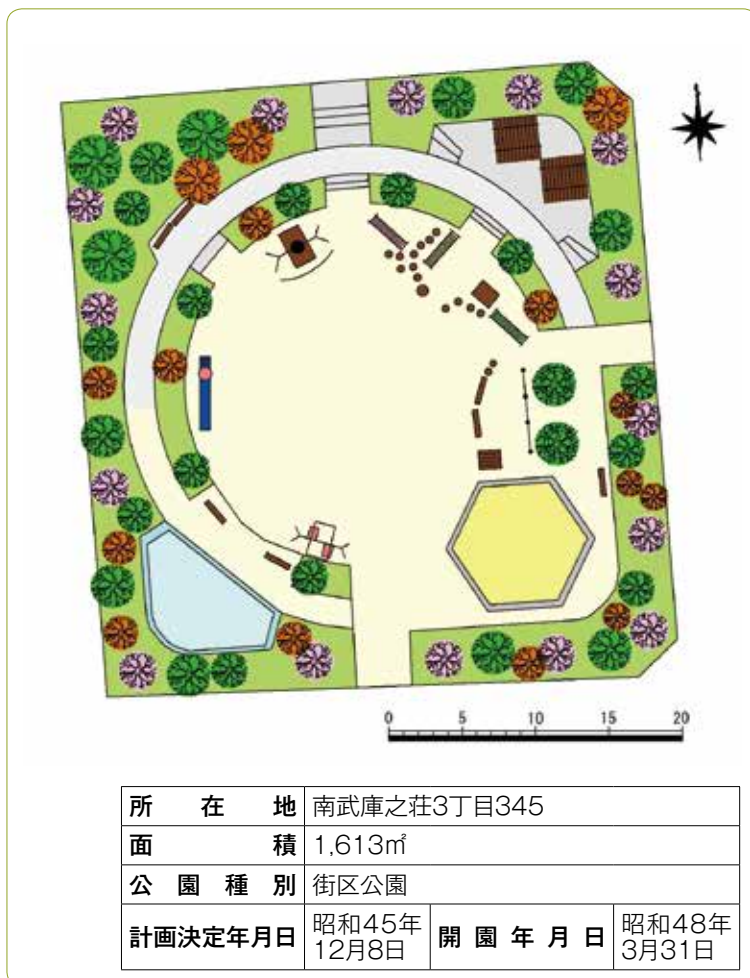 0 5 10 15 20
所在地 南武庫之荘3丁目345
面積 1,613㎡
公園種別 街区公園
計画決定年月日 昭和45年12月8日 開園年月日 昭和48年3月31日